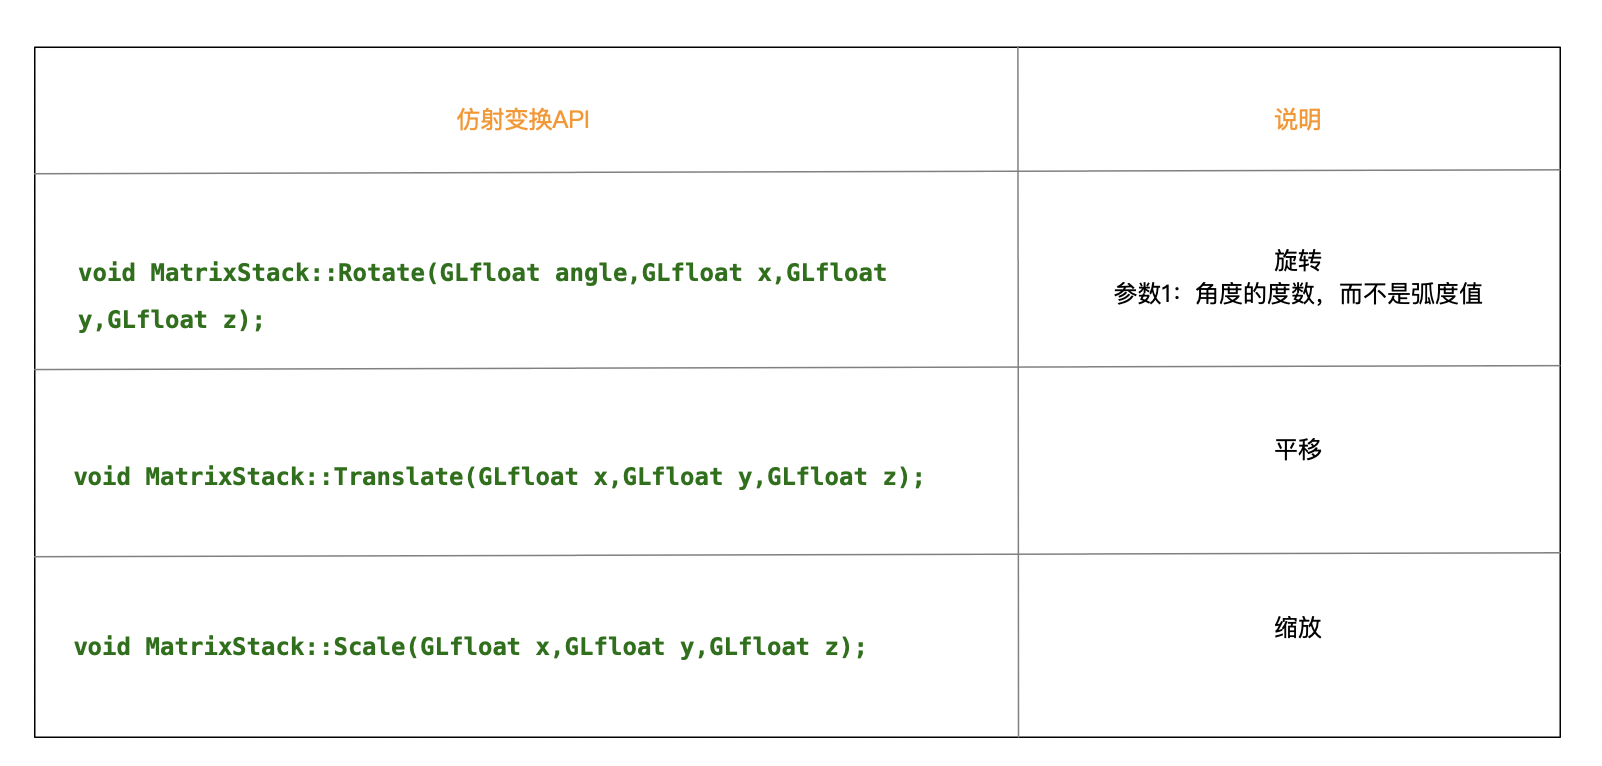 仿射变换API
说明
void MatrixStack::Rotate(GLfloat angle,GLfloat x,GLfloat
y,GLfloat z);
旋转
参数1：角度的度数，而不是弧度值
void MatrixStack::Translate(GLfloat x,GLfloat y,GLfloat z);
平移
void MatrixStack::Scale(GLfloat x,GLfloat y,GLfloat z);
缩放